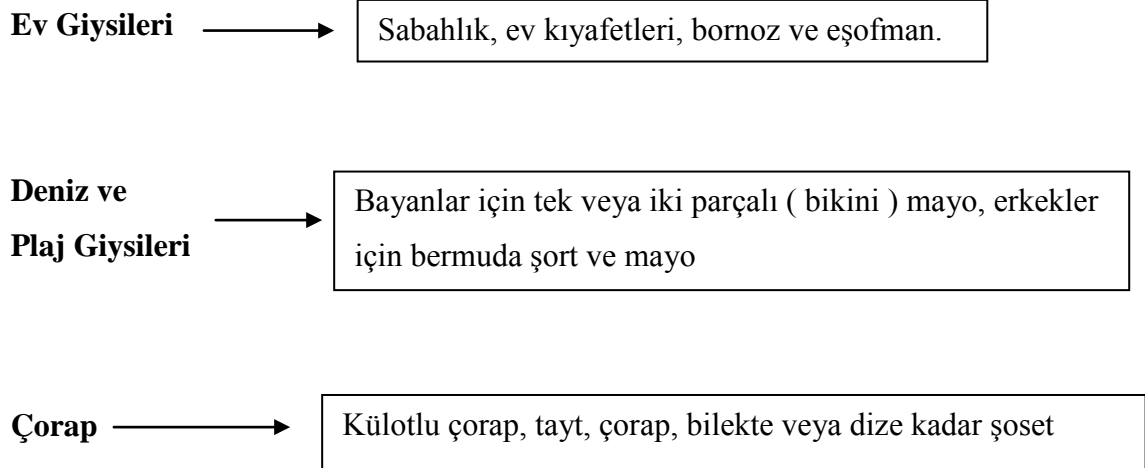 Ev Giysileri
Sabahlık, ev kıyafetleri, bornoz ve eşofman.
Deniz ve
Plaj Giysileri
Bayanlar için tek veya iki parçalı ( bikini ) mayo, erkekler
için bermuda şort ve mayo
Çorap
Külotlu çorap, tayt, çorap, bilekte veya dize kadar şoset